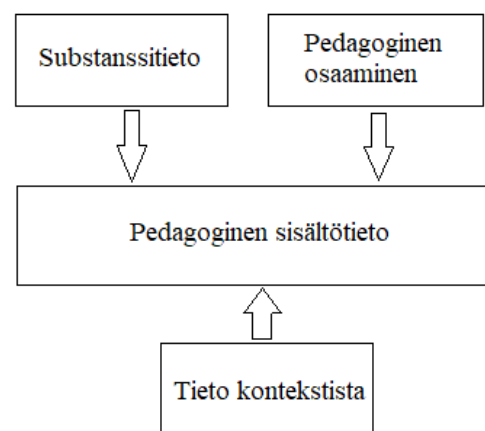 Substanssitieto
Pedagoginen
osaaminen
Pedagoginen sisältötieto
Tieto kontekstista